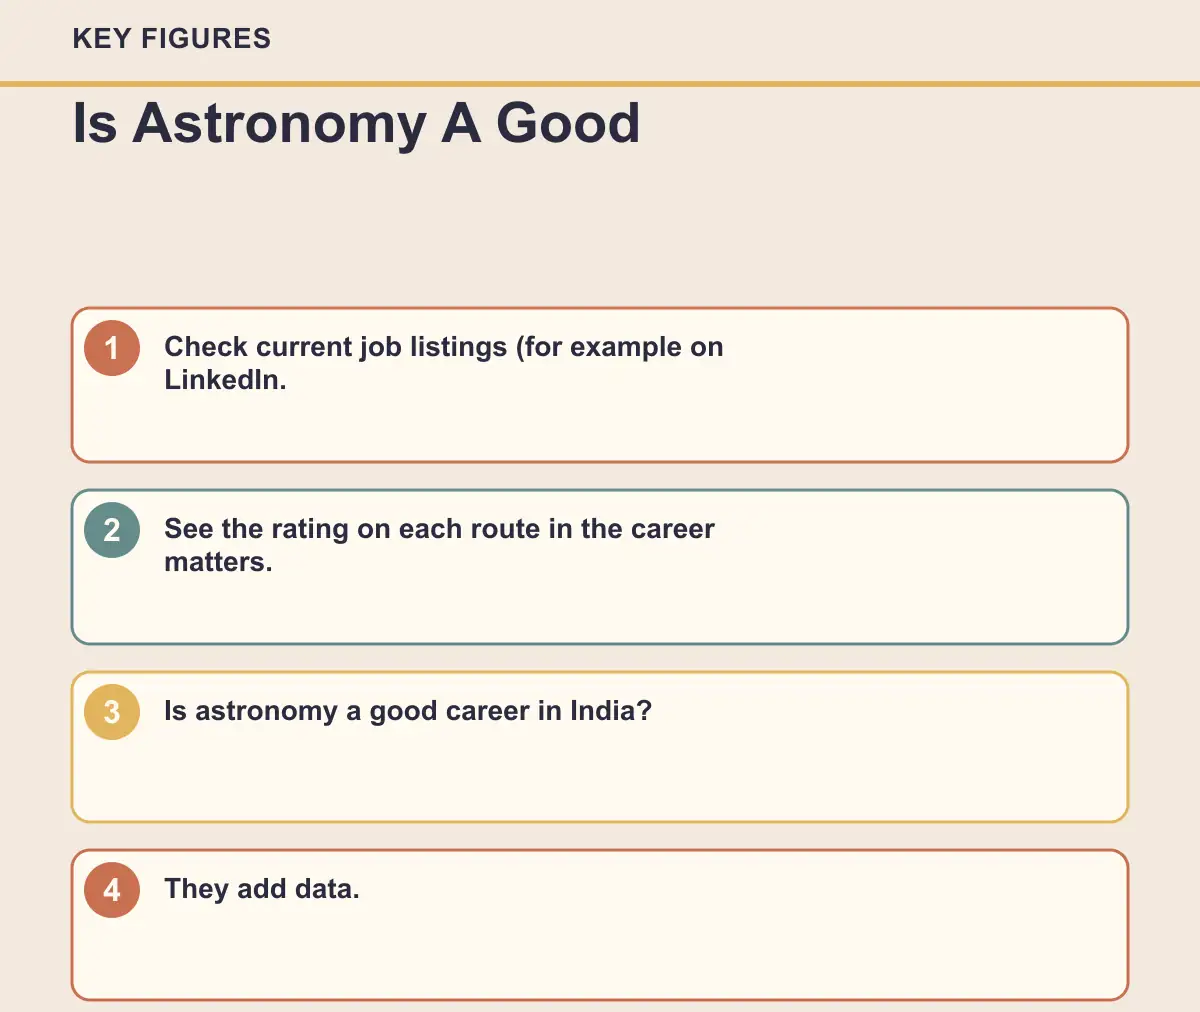 KEY FIGURES
Is Astronomy A Good
1
Check current job listings (for example on
LinkedIn.
2
See the rating on each route in the career
matters.
3
Is astronomy a good career in India?
4
They add data.